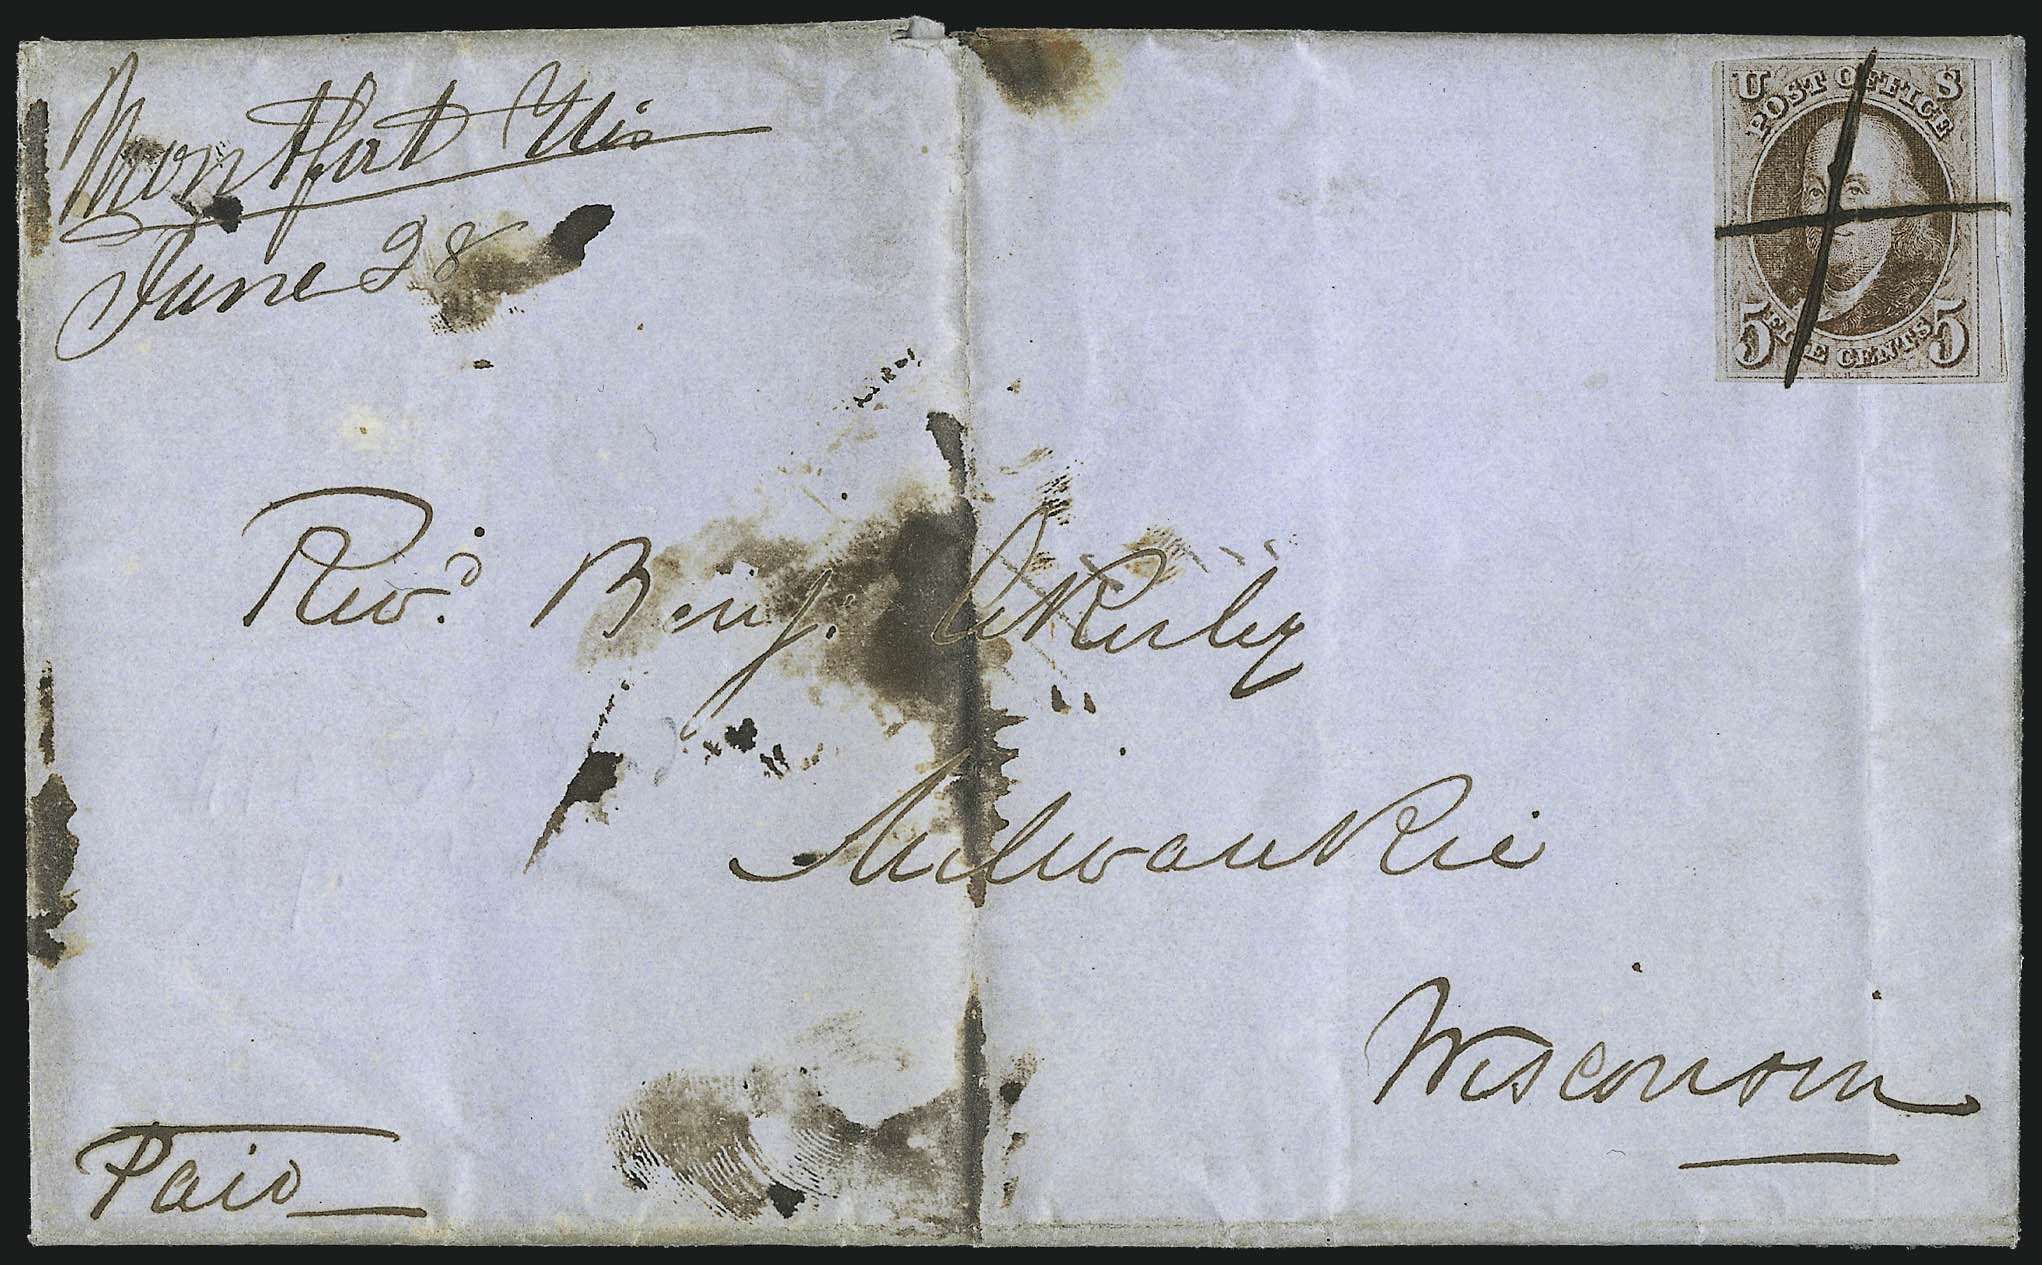 Montfort Wis
June 28
U S
POST OFFICE
FIVE CENTS
5 5
Revd. Benj. Akerly
Milwaukie
Wisconsin
Paid